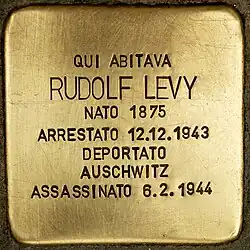 QUI ABITAVA
RUDOLF LEVY
NATO 1875
ARRESTATO 12.12.1943
DEPORTATO
AUSCHWITZ
ASSASSINATO 6.2.1944